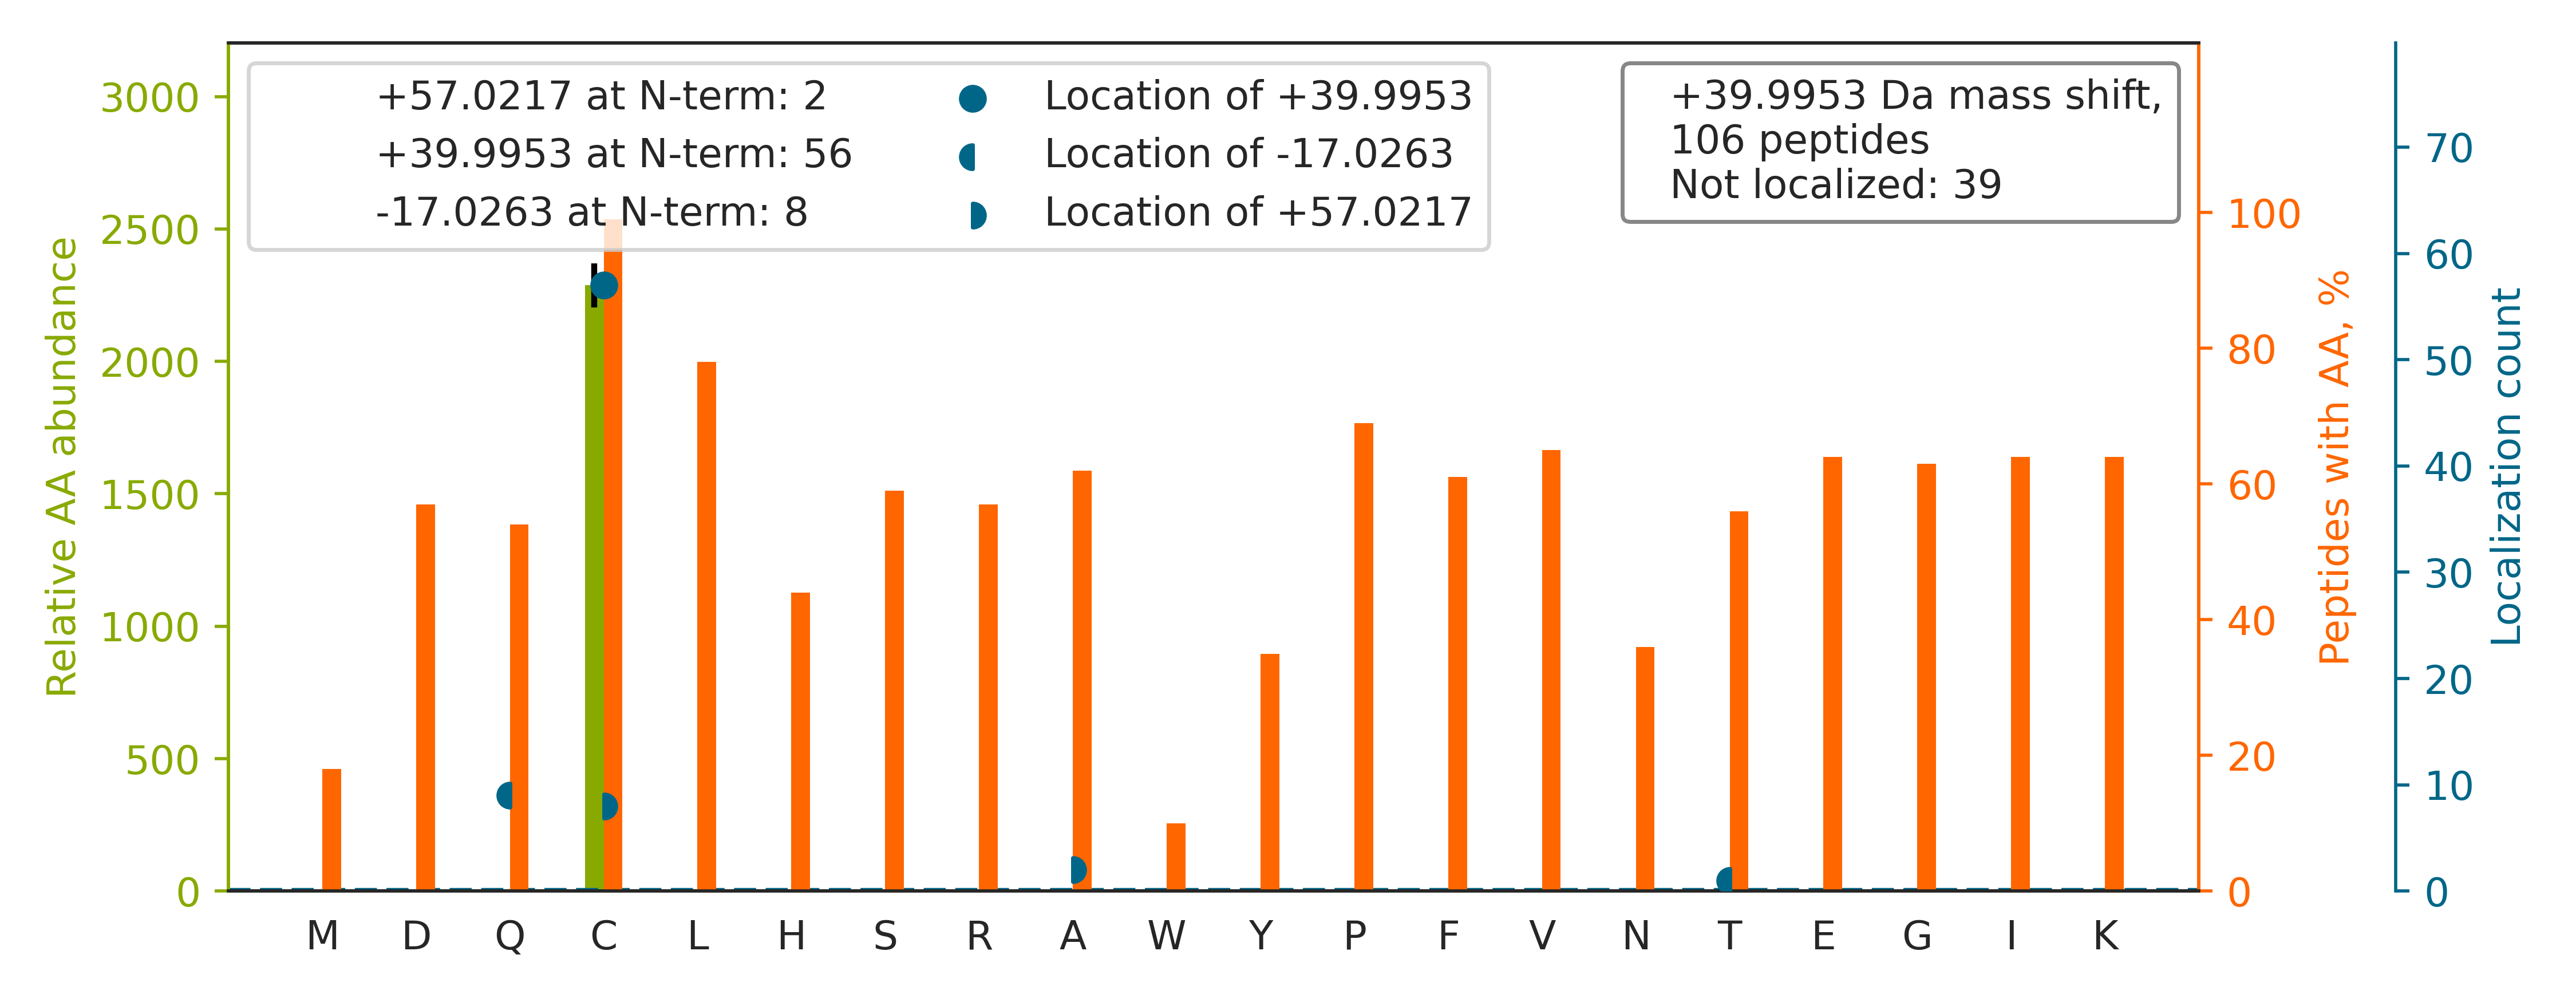 +57.0217 at N-term: 2
+39.9953 at N-term: 56
-17.0263 at N-term: 8
Location of +39.9953
Location of -17.0263
Location of +57.0217
+39.9953 Da mass shift,
106 peptides
Not localized: 39
Relative AA abundance
3000
2500
2000
1500
1000
500
0
Peptides with AA, %
100
80
60
40
20
0
Localization count
70
60
50
40
30
20
10
0
M D Q C L H S R A W Y P F V N T E G I K